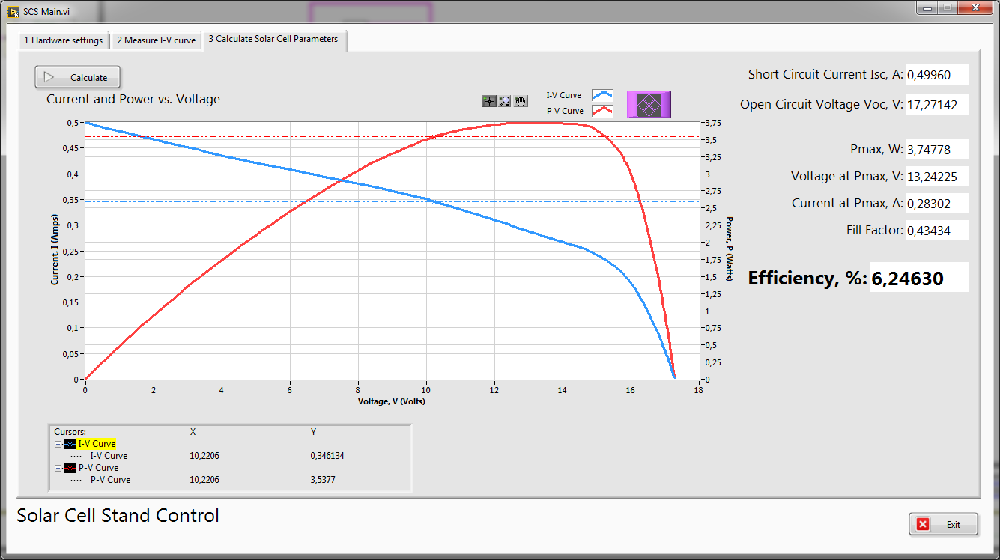 SCS Main.vi
1 Hardware settings
2 Measure I-V curve
3 Calculate Solar Cell Parameters
Calculate
Current and Power vs. Voltage
I-V Curve
P-V Curve
Short Circuit Current Isc, A: 0,49960
Open Circuit Voltage Voc, V: 17,27142
Pmax, W: 3,74778
Voltage at Pmax, V: 13,24225
Current at Pmax, A: 0,28302
Fill Factor: 0,43434
Efficiency, %: 6,24630
Current, I (Amps)
0,5
0,45
0,4
0,35
0,3
0,25
0,2
0,15
0,1
0,05
0
Power, P (Watts)
3,75
3,5
3,25
3
2,75
2,5
2,25
2
1,75
1,5
1,25
1
0,75
0,5
0,25
0
0 2 4 6 8 10 12 14 16 18
Voltage, V (Volts)
Cursors: X Y
I-V Curve
I-V Curve 10,2206 0,346134
P-V Curve
P-V Curve 10,2206 3,5377
Solar Cell Stand Control
Exit